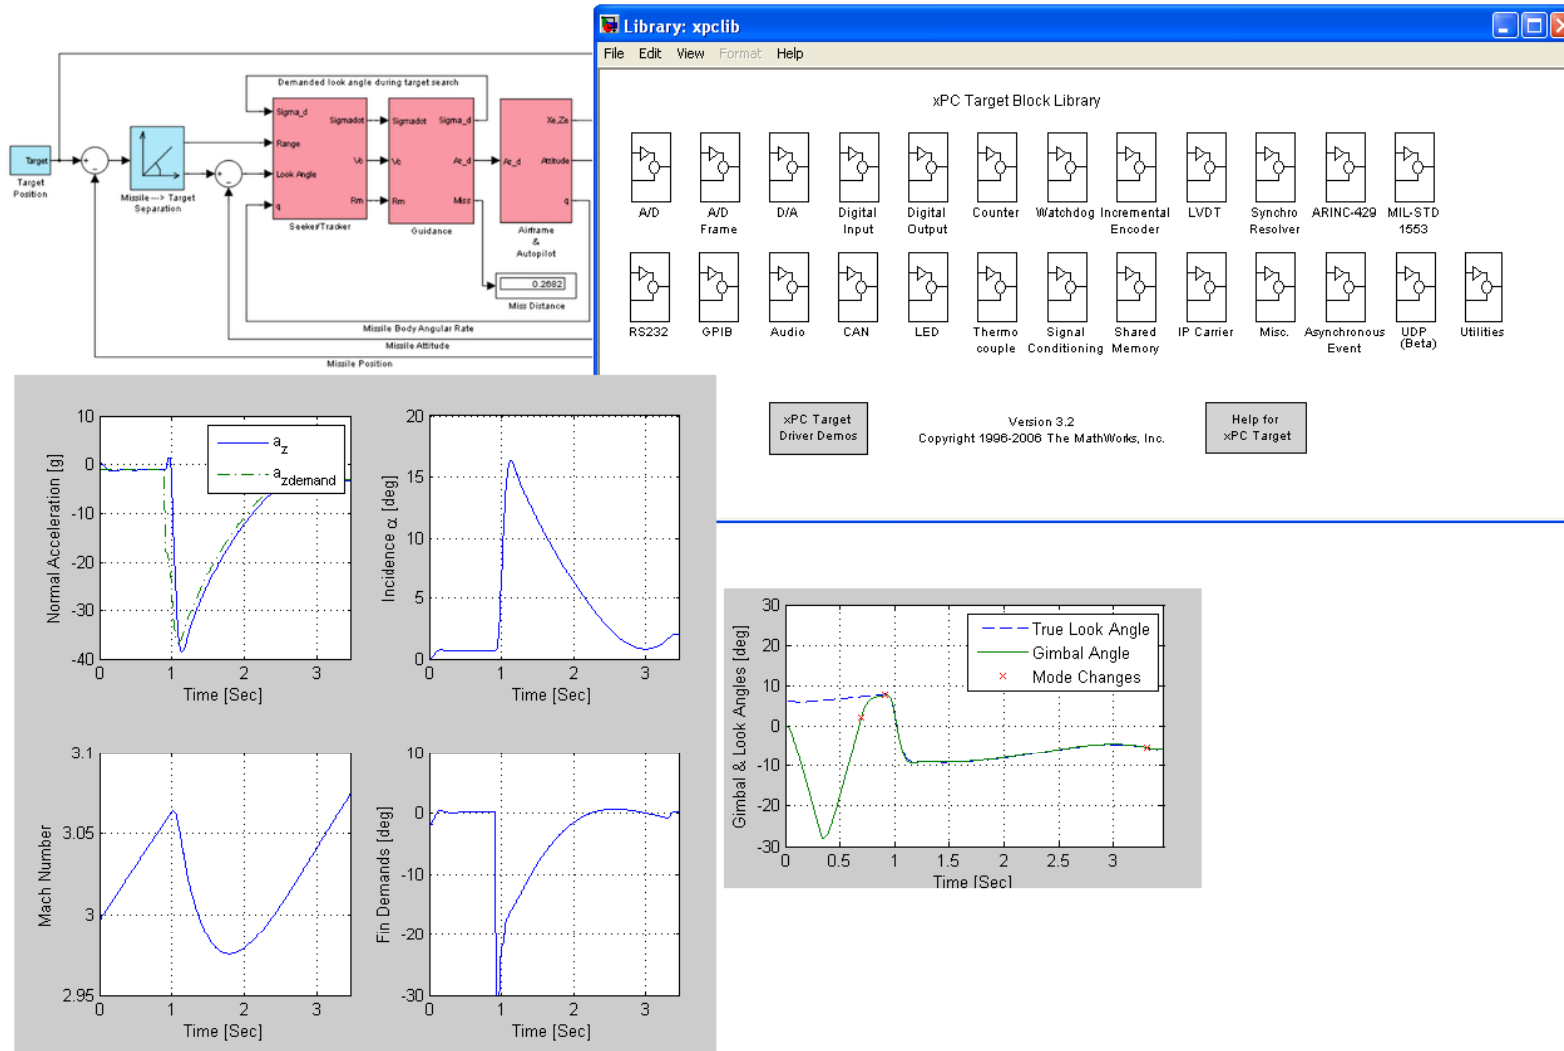 Library: xpclib
File Edit View Format Help
xPC Target Block Library
A/D
A/D Frame
D/A
Digital Input
Digital Output
Counter
Watchdog
Incremental Encoder
LVDT
Synchro Resolver
ARINC-429
MIL-STD 1553
RS232
GPIB
Audio
CAN
LED
Thermo couple
Signal Conditioning
Shared Memory
IP Carrier
Misc.
Asynchronous Event
UDP (Beta)
Utilities
xPC Target
Driver Demos
Version 3.2
Copyright 1996-2006 The MathWorks, Inc.
Help for
xPC Target
Demanded look angle during target search
Target
Target
Position
+
-
Missile ---> Target
Separation
+
-
Sigma_d
Range
Look Angle
q
Sigmadot
Vc
Rm
Seeker/Tracker
Sigmadot
Vc
Rm
Sigma_d
Az_d
Miss
Guidance
Az_d
Xe,Ze
Attitude
q
Airframe
&
Autopilot
0.2682
Miss Distance
Missile Body Angular Rate
Missile Attitude
Missile Position
Normal Acceleration [g]
10
0
-10
-20
-30
-40
a_z
a_zdemand
0 1 2 3
Time [Sec]
Incidence α [deg]
20
15
10
5
0
0 1 2 3
Time [Sec]
Mach Number
3.1
3.05
3
2.95
0 1 2 3
Time [Sec]
Fin Demands [deg]
10
0
-10
-20
-30
0 1 2 3
Time [Sec]
Gimbal & Look Angles [deg]
30
20
10
0
-10
-20
-30
True Look Angle
Gimbal Angle
Mode Changes
0 0.5 1 1.5 2 2.5 3
Time [Sec]